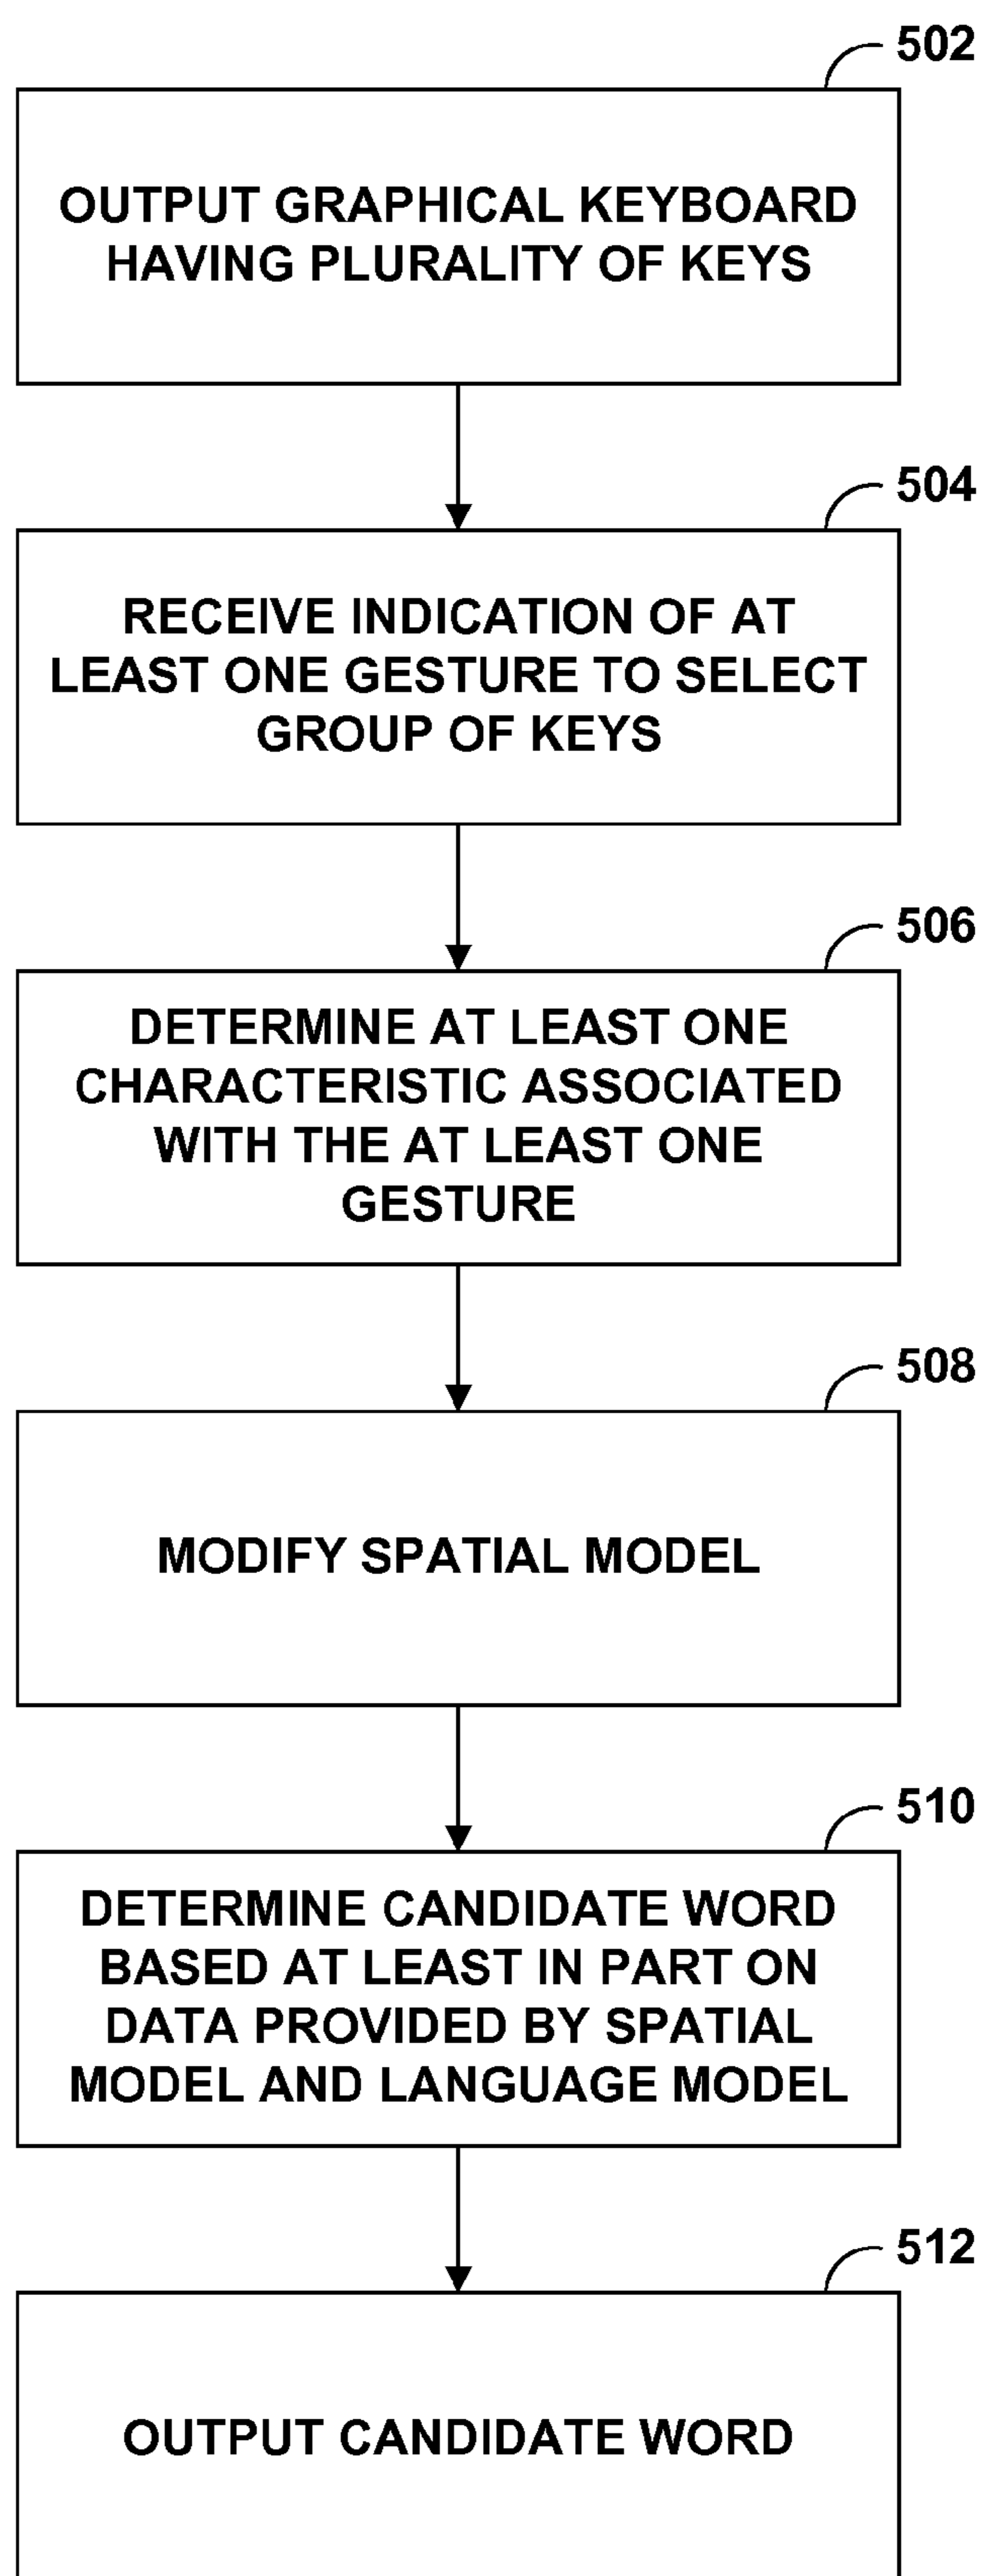 502
OUTPUT GRAPHICAL KEYBOARD
HAVING PLURALITY OF KEYS
504
RECEIVE INDICATION OF AT
LEAST ONE GESTURE TO SELECT
GROUP OF KEYS
506
DETERMINE AT LEAST ONE
CHARACTERISTIC ASSOCIATED
WITH THE AT LEAST ONE
GESTURE
508
MODIFY SPATIAL MODEL
510
DETERMINE CANDIDATE WORD
BASED AT LEAST IN PART ON
DATA PROVIDED BY SPATIAL
MODEL AND LANGUAGE MODEL
512
OUTPUT CANDIDATE WORD